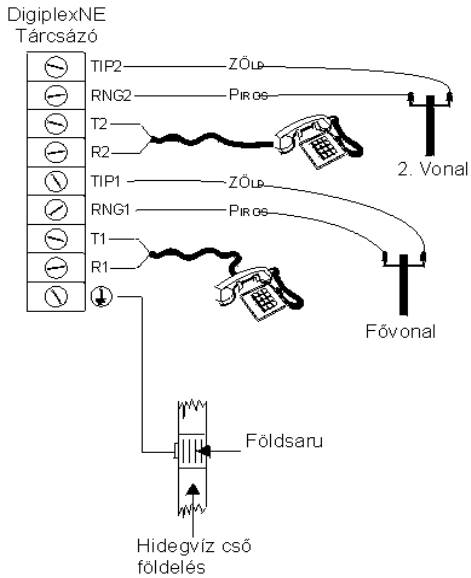 DigiplexNE
Tárcsázó
TIP2 ZÖLD
RNG2 PIROS
T2
R2
2. Vonal
TIP1 ZÖLD
RNG1 PIROS
T1
R1
Fővonal
Földsaru
Hidegvíz cső
földelés